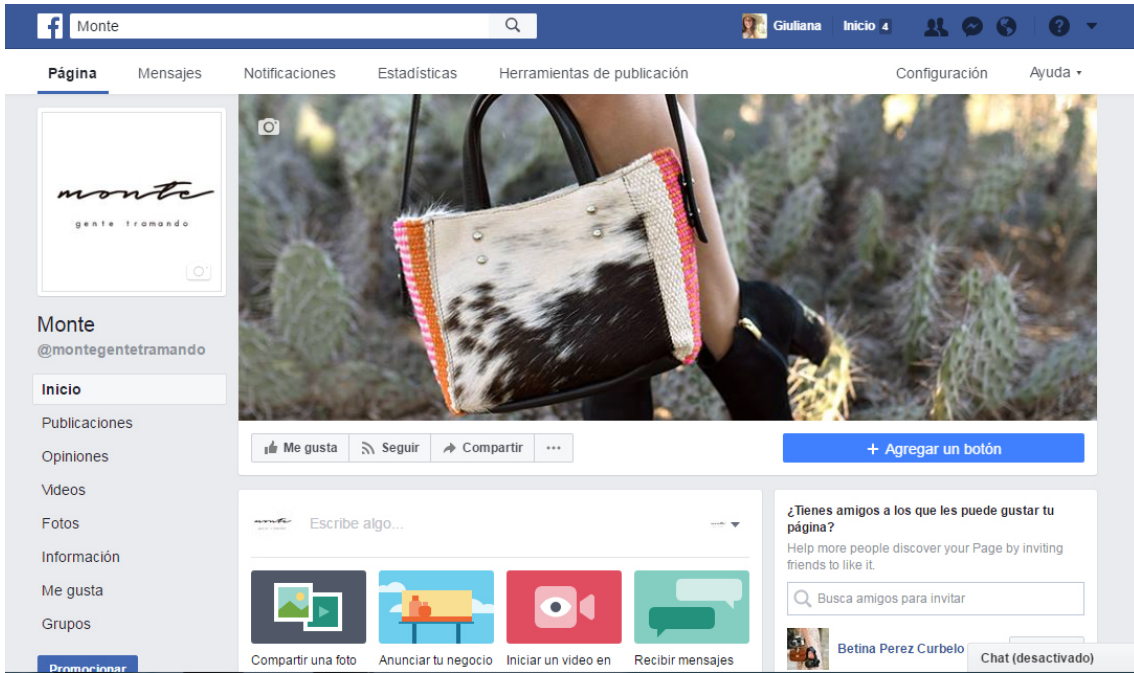 Monte
Giuliana
Inicio 4
Página
Mensajes
Notificaciones
Estadísticas
Herramientas de publicación
Configuración
Ayuda
monte
gente tramando
Monte
@montegentetramando
Inicio
Publicaciones
Opiniones
Videos
Fotos
Información
Me gusta
Grupos
Promocionar
Me gusta
Seguir
Compartir
+ Agregar un botón
monte
Escribe algo...
Compartir una foto
Anunciar tu negocio
Iniciar un video en
Recibir mensajes
¿Tienes amigos a los que les puede gustar tu
página?
Help more people discover your Page by inviting
friends to like it.
Busca amigos para invitar
Betina Perez Curbelo
Chat (desactivado)